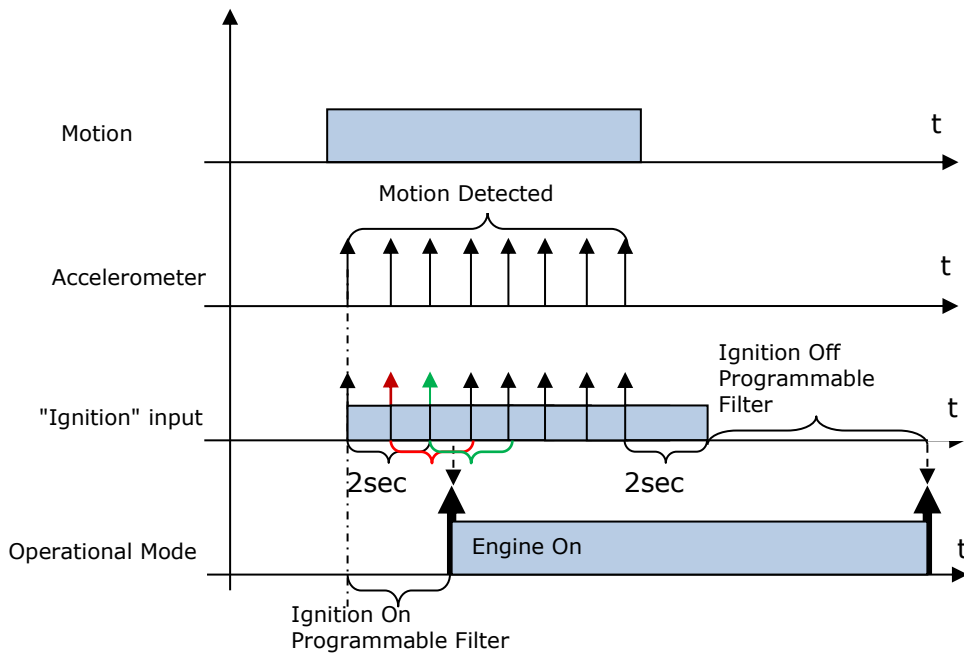 t
Motion
Motion Detected
t
Accelerometer
Ignition Off
Programmable
Filter
t
"Ignition" input
2sec
2sec
Engine On
t
Operational Mode
Ignition On
Programmable Filter